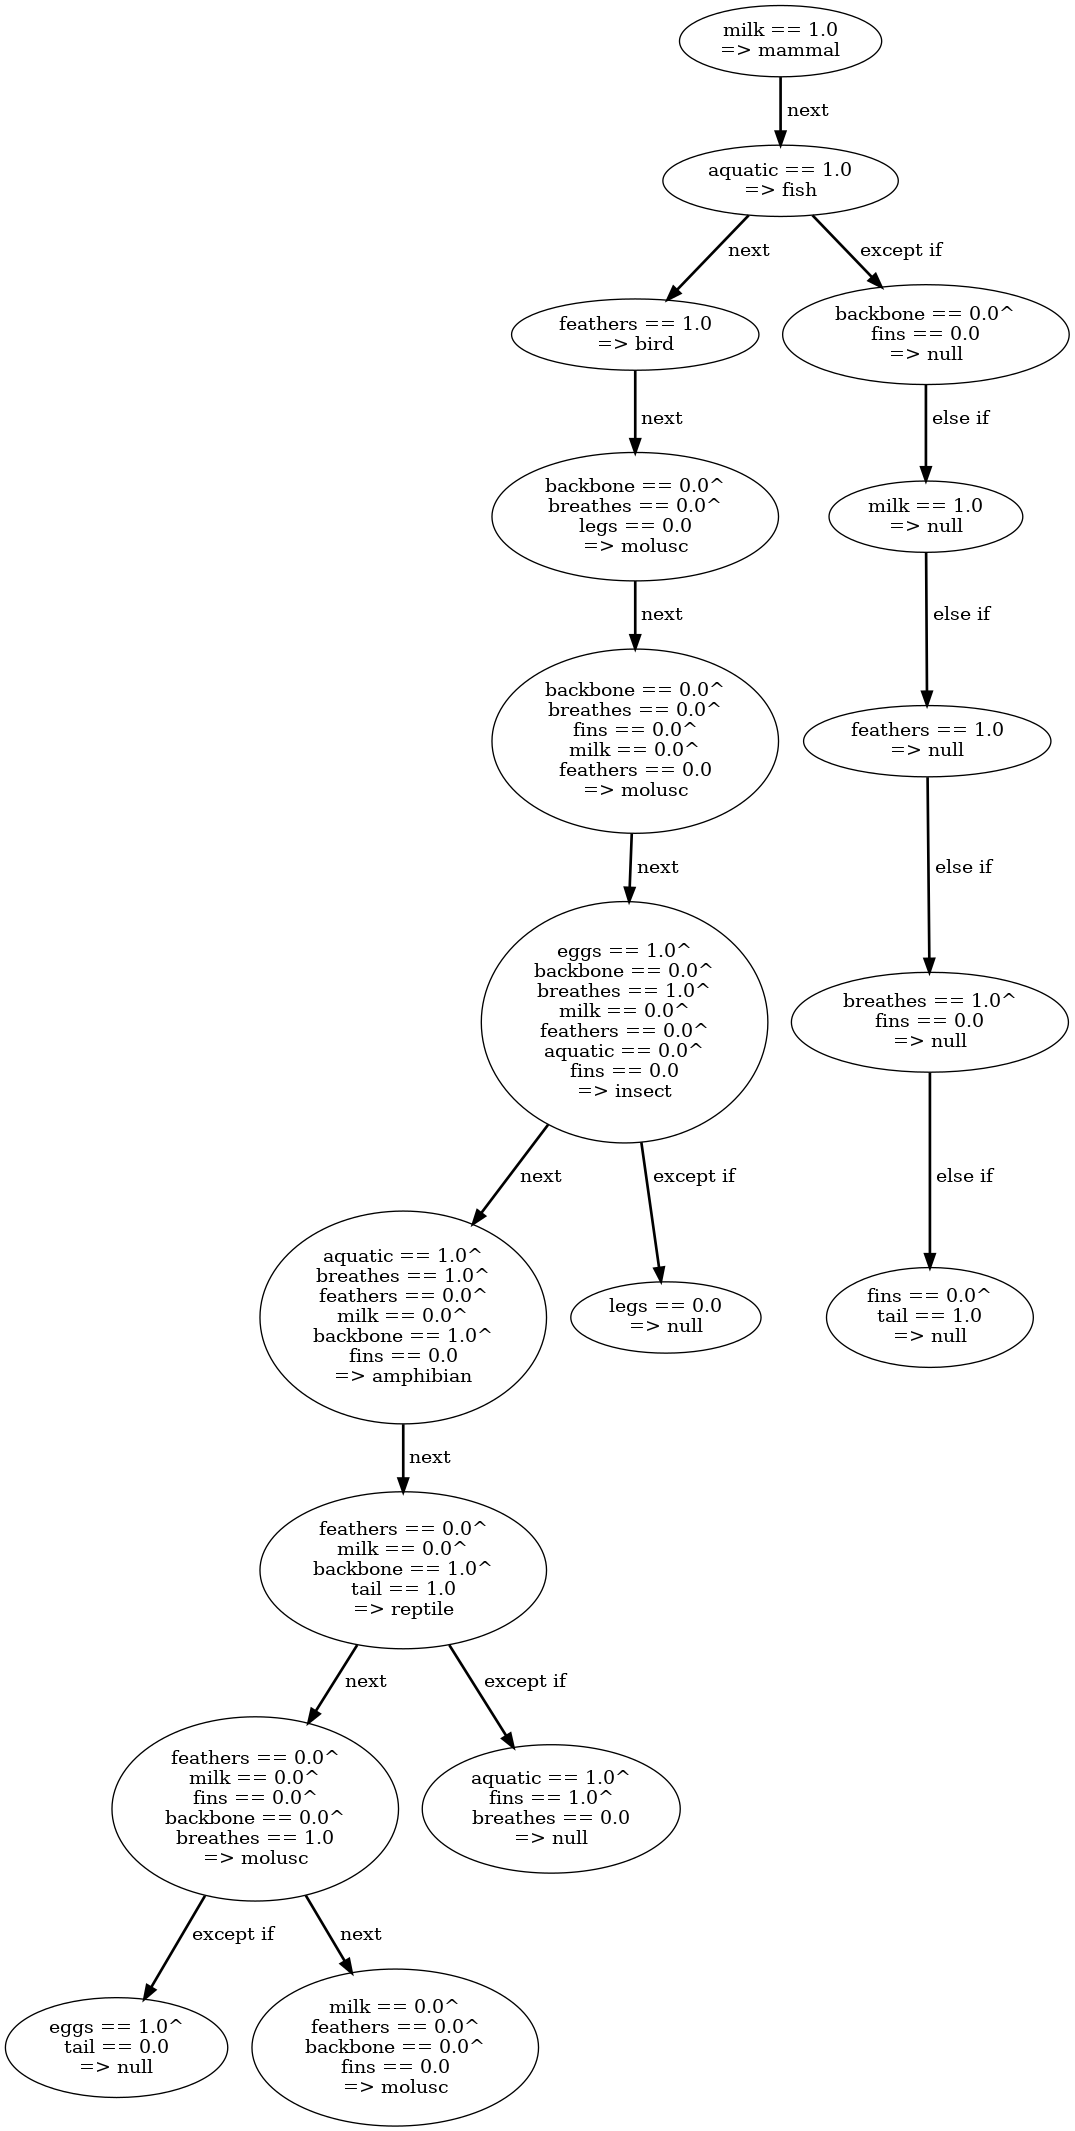 milk == 1.0
=> mammal
next
aquatic == 1.0
=> fish
next
except if
feathers == 1.0
=> bird
backbone == 0.0^
fins == 0.0
=> null
next
else if
backbone == 0.0^
breathes == 0.0^
legs == 0.0
=> molusc
milk == 1.0
=> null
next
else if
backbone == 0.0^
breathes == 0.0^
fins == 0.0^
milk == 0.0^
feathers == 0.0
=> molusc
feathers == 1.0
=> null
next
else if
eggs == 1.0^
backbone == 0.0^
breathes == 1.0^
milk == 0.0^
feathers == 0.0^
aquatic == 0.0^
fins == 0.0
=> insect
breathes == 1.0^
fins == 0.0
=> null
next
except if
else if
aquatic == 1.0^
breathes == 1.0^
feathers == 0.0^
milk == 0.0^
backbone == 1.0^
fins == 0.0
=> amphibian
legs == 0.0
=> null
fins == 0.0^
tail == 1.0
=> null
next
feathers == 0.0^
milk == 0.0^
backbone == 1.0^
tail == 1.0
=> reptile
next
except if
feathers == 0.0^
milk == 0.0^
fins == 0.0^
backbone == 0.0^
breathes == 1.0
=> molusc
aquatic == 1.0^
fins == 1.0^
breathes == 0.0
=> null
except if
next
eggs == 1.0^
tail == 0.0
=> null
milk == 0.0^
feathers == 0.0^
backbone == 0.0^
fins == 0.0
=> molusc